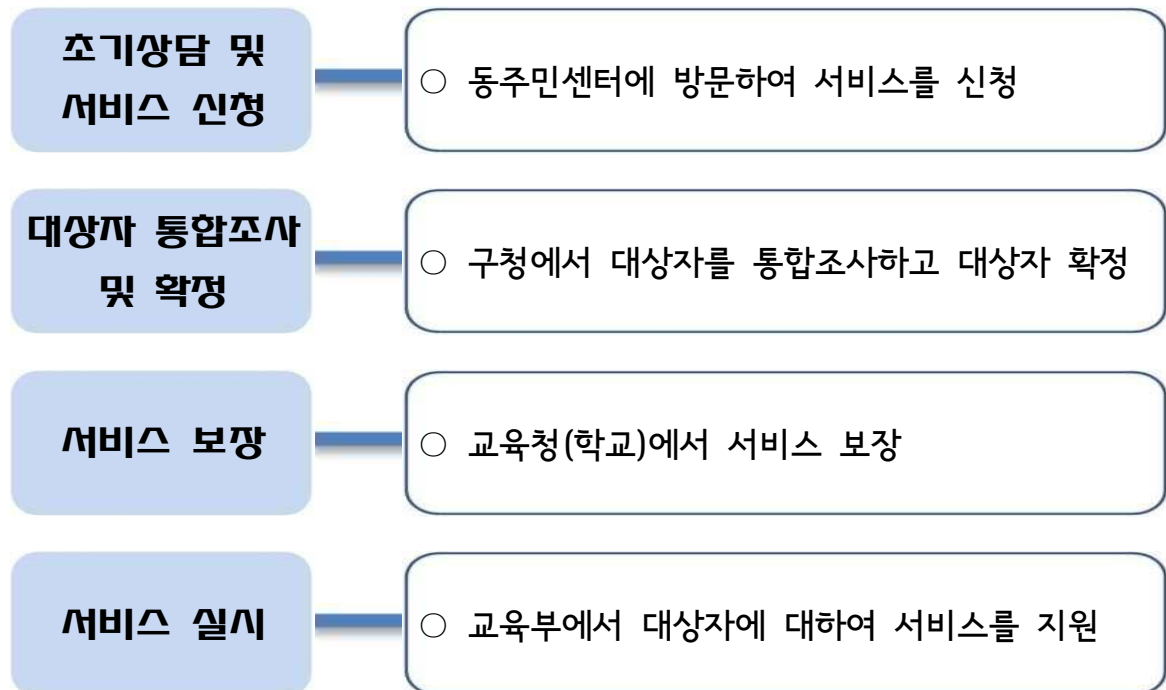 초기상담 및
서비스 신청
○ 동주민센터에 방문하여 서비스를 신청
대상자 통합조사
및 확정
○ 구청에서 대상자를 통합조사하고 대상자 확정
서비스 보장
○ 교육청(학교)에서 서비스 보장
서비스 실시
○ 교육부에서 대상자에 대하여 서비스를 지원